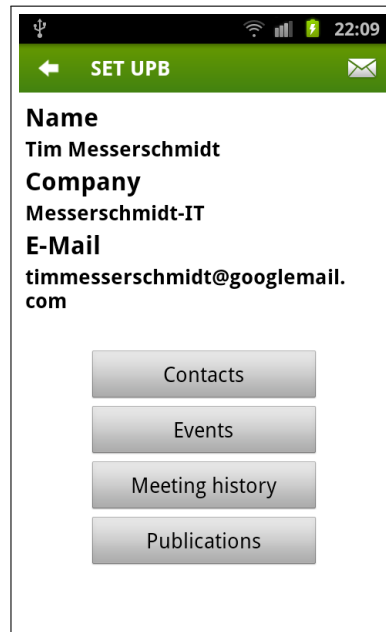 22:09
SET UPB
Name
Tim Messerschmidt
Company
Messerschmidt-IT
E-Mail
timmesserschmidt@googlemail.
com
Contacts
Events
Meeting history
Publications